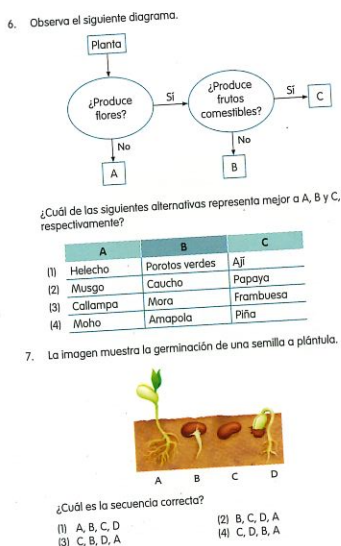 6. Observa el siguiente diagrama.
Planta
¿Produce flores?
Sí
¿Produce frutos comestibles?
Sí
C
No
No
A
B
¿Cuál de las siguientes alternativas representa mejor a A, B y C, respectivamente?
A B C
(1) Helecho Porotos verdes Ají
(2) Musgo Caucho Papaya
(3) Callampa Mora Frambuesa
(4) Moho Amapola Piña
7. La imagen muestra la germinación de una semilla a plántula.
A B C D
¿Cuál es la secuencia correcta?
(1) A, B, C, D (2) B, C, D, A
(3) C, B, D, A (4) C, D, B, A